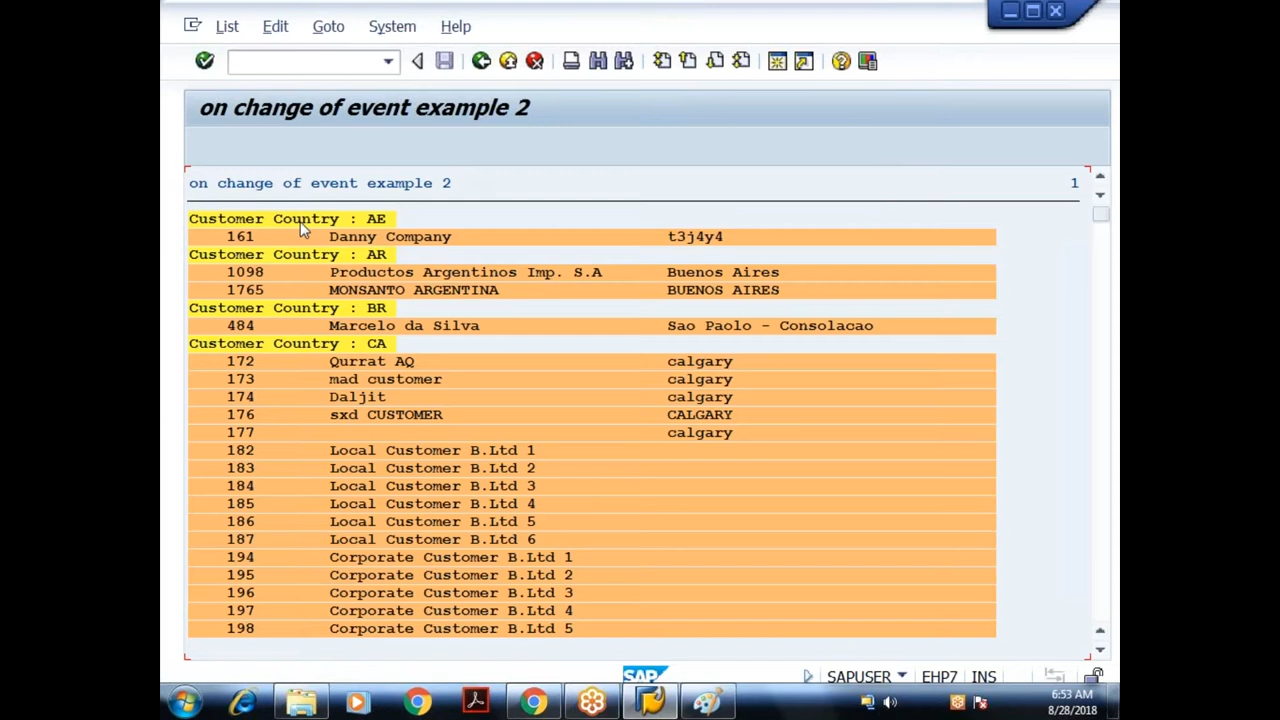 List Edit Goto System Help
on change of event example 2
on change of event example 2 1
Customer Country : AE
161 Danny Company t3j4y4
Customer Country : AR
1098 Productos Argentinos Imp. S.A Buenos Aires
1765 MONSANTO ARGENTINA BUENOS AIRES
Customer Country : BR
484 Marcelo da Silva Sao Paolo - Consolacao
Customer Country : CA
172 Qurrat AQ calgary
173 mad customer calgary
174 Daljit calgary
176 sxd CUSTOMER CALGARY
177 calgary
182 Local Customer B.Ltd 1
183 Local Customer B.Ltd 2
184 Local Customer B.Ltd 3
185 Local Customer B.Ltd 4
186 Local Customer B.Ltd 5
187 Local Customer B.Ltd 6
194 Corporate Customer B.Ltd 1
195 Corporate Customer B.Ltd 2
196 Corporate Customer B.Ltd 3
197 Corporate Customer B.Ltd 4
198 Corporate Customer B.Ltd 5
SAP SAPUSER EHP7 INS
6:53 AM
8/28/2018